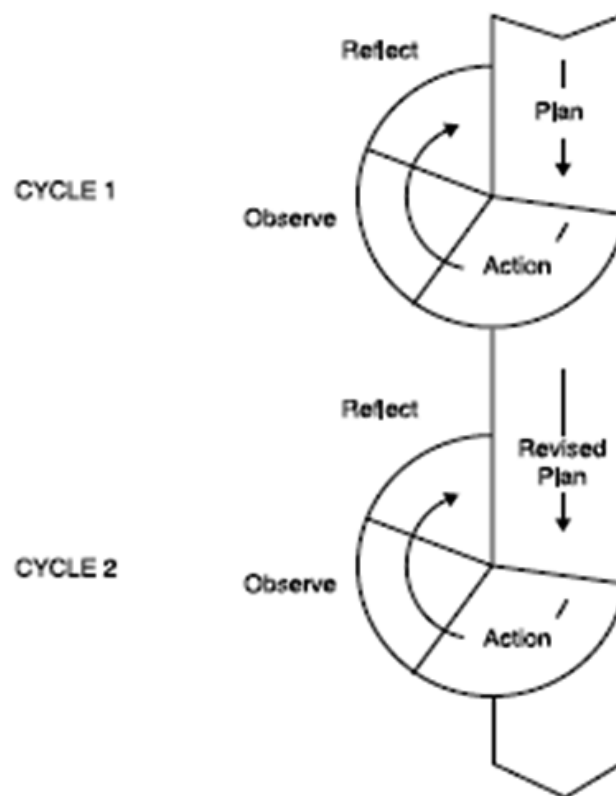 Reflect
Plan
CYCLE 1
Observe
Action
Reflect
Revised
Plan
CYCLE 2
Observe
Action